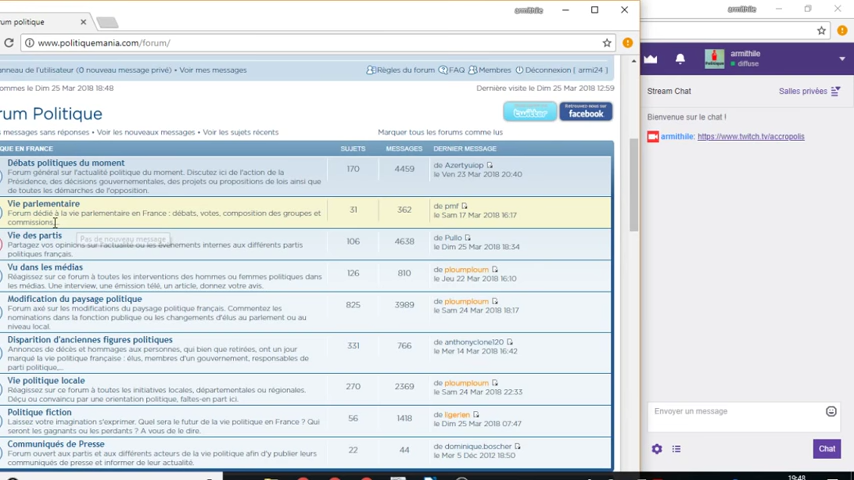 armithile
armithile
um politique
www.politiquemania.com/forum/
armithile
diffuse
nneau de l'utilisateur (0 nouveau message privé) • Voir mes messages
Règles du forum FAQ Membres Déconnexion [ armi24 ]
ommes le Dim 25 Mar 2018 18:48
Dernière visite le Dim 25 Mar 2018 12:59
Stream Chat
Salles privées
rum Politique
twitter
Retrouvez-nous sur
facebook
Bienvenue sur le chat !
armithile: https://www.twitch.tv/accropolis
s messages sans réponses • Voir les nouveaux messages • Voir les sujets récents
Marquer tous les forums comme lus
QUE EN FRANCE
SUJETS
MESSAGES
DERNIER MESSAGE
Débats politiques du moment
Forum général sur l'actualité politique du moment. Discutez ici de l'action de la
Présidence, des décisions gouvernementales, des projets ou propositions de lois ainsi que
de toutes les démarches de l'opposition.
170
4459
de Azertyuiop
le Ven 23 Mar 2018 20:40
Vie parlementaire
Forum dédié à la vie parlementaire en France : débats, votes, composition des groupes et
commissions...
31
362
de pmf
le Sam 17 Mar 2018 16:17
Pas de nouveau message
Vie des partis
Partagez vos opinions sur l'actualité ou les événements internes aux différents partis
politiques français.
106
4638
de Pullo
le Dim 25 Mar 2018 18:34
Vu dans les médias
Réagissez sur ce forum à toutes les interventions des hommes ou femmes politiques dans
les médias. Une interview, une émission télé, un article, donnez votre avis.
126
810
de ploumploum
le Jeu 22 Mar 2018 16:10
Modification du paysage politique
Forum axé sur les modifications du paysage politique français. Commentez les
nominations dans la fonction publique ou les changements d'élus au parlement ou au
niveau local.
825
3989
de ploumploum
le Sam 24 Mar 2018 18:17
Disparition d'anciennes figures politiques
Annonces de décès et hommages aux personnes, qui bien que retirées, ont un jour
marqué la vie politique française : élus, membres d'un gouvernement, responsables de
parti politique,...
331
766
de anthonyclone120
le Mer 14 Mar 2018 16:42
Vie politique locale
Réagissez sur ce forum à toutes les initiatives locales, départementales ou régionales.
Déçu ou convaincu par une orientation politique, faites-en part ici.
270
2369
de ploumploum
le Sam 24 Mar 2018 22:33
Politique fiction
Laissez votre imagination s'exprimer. Quel sera le futur de la vie politique en France ? Qui
seront les gagnants ou les perdants ? A vous de le dire.
56
1418
de ligerien
le Dim 25 Mar 2018 07:47
Communiqués de Presse
Forum ouvert aux partis et aux différents acteurs de la vie politique afin d'y publier leurs
communiqués de presse et informer de leur actualité.
22
44
de dominique.boscher
le Mer 5 Déc 2012 18:50
Envoyer un message
Chat
19:48